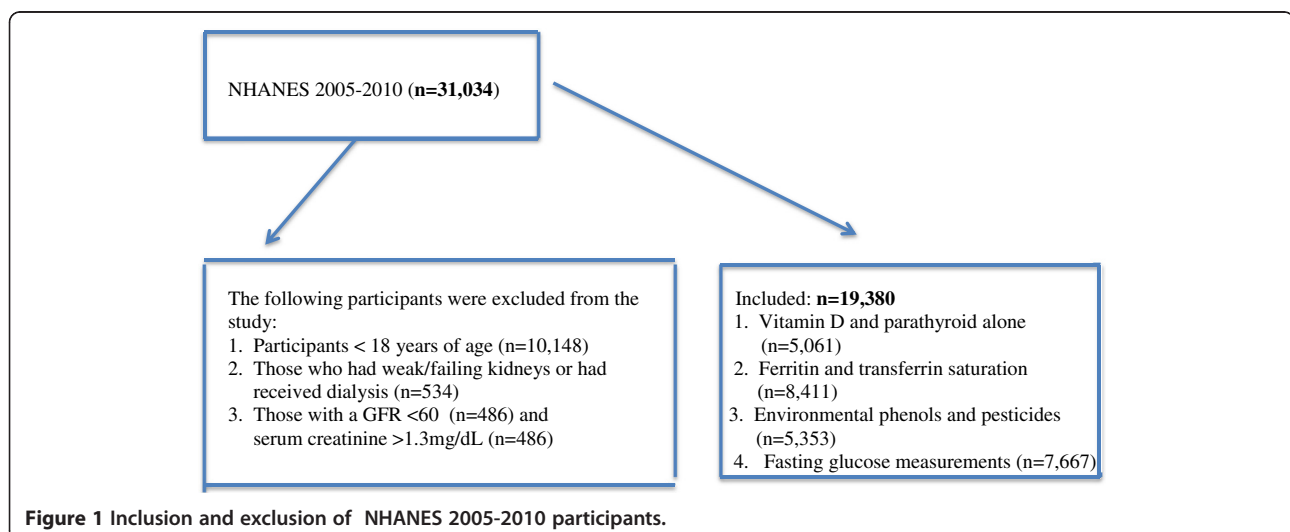 NHANES 2005-2010 (n=31,034)
The following participants were excluded from the
study:
1. Participants < 18 years of age (n=10,148)
2. Those who had weak/failing kidneys or had
received dialysis (n=534)
3. Those with a GFR <60 (n=486) and
serum creatinine >1.3mg/dL (n=486)
Included: n=19,380
1. Vitamin D and parathyroid alone
(n=5,061)
2. Ferritin and transferrin saturation
(n=8,411)
3. Environmental phenols and pesticides
(n=5,353)
4. Fasting glucose measurements (n=7,667)
Figure 1 Inclusion and exclusion of NHANES 2005-2010 participants.